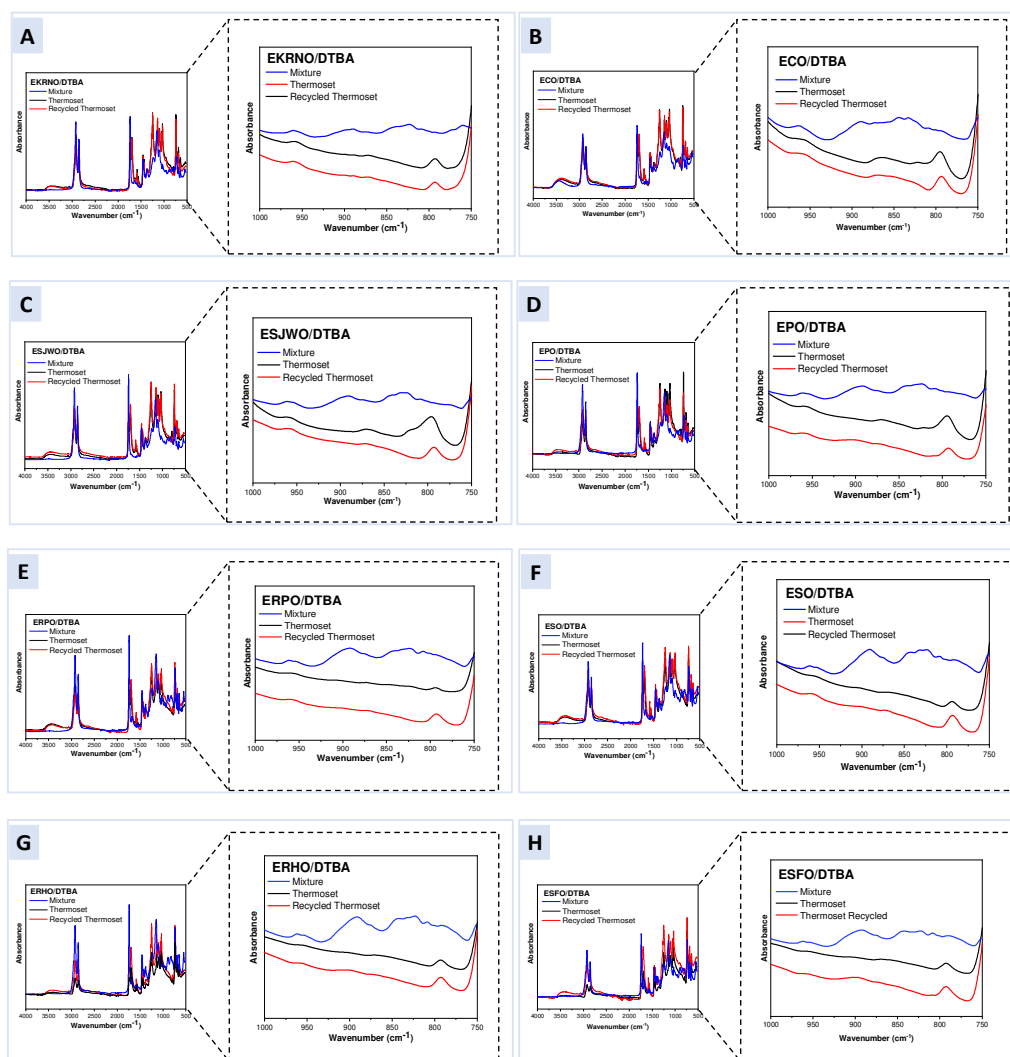 A
EKRNO/DTBA
Mixture
Thermoset
Recycled Thermoset
Absorbance
4000 3500 3000 2500 2000 1500 1000 500
Wavenumber (cm⁻¹)
EKRNO/DTBA
Mixture
Thermoset
Recycled Thermoset
Absorbance
1000 950 900 850 800 750
Wavenumber (cm⁻¹)
B
ECO/DTBA
Mixture
Thermoset
Recycled Thermoset
Absorbance
4000 3500 3000 2500 2000 1500 1000 500
Wavenumber (cm⁻¹)
ECO/DTBA
Mixture
Thermoset
Recycled Thermoset
Absorbance
1000 950 900 850 800 750
Wavenumber (cm⁻¹)
C
ESJWO/DTBA
Mixture
Thermoset
Recycled Thermoset
Absorbance
4000 3500 3000 2500 2000 1500 1000 500
Wavenumber (cm⁻¹)
ESJWO/DTBA
Mixture
Thermoset
Recycled Thermoset
Absorbance
1000 950 900 850 800 750
Wavenumber (cm⁻¹)
D
EPO/DTBA
Mixture
Thermoset
Recycled Thermoset
Absorbance
4000 3500 3000 2500 2000 1500 1000 500
Wavenumber (cm⁻¹)
EPO/DTBA
Mixture
Thermoset
Recycled Thermoset
Absorbance
1000 950 900 850 800 750
Wavenumber (cm⁻¹)
E
ERPO/DTBA
Mixture
Thermoset
Recycled Thermoset
Absorbance
4000 3500 3000 2500 2000 1500 1000 500
Wavenumber (cm⁻¹)
ERPO/DTBA
Mixture
Thermoset
Recycled Thermoset
Absorbance
1000 950 900 850 800 750
Wavenumber (cm⁻¹)
F
ESO/DTBA
Mixture
Thermoset
Recycled Thermoset
Absorbance
4000 3500 3000 2500 2000 1500 1000 500
Wavenumber (cm⁻¹)
ESO/DTBA
Mixture
Thermoset
Recycled Thermoset
Absorbance
1000 950 900 850 800 750
Wavenumber (cm⁻¹)
G
ERHO/DTBA
Mixture
Thermoset
Recycled Thermoset
Absorbance
4000 3500 3000 2500 2000 1500 1000 500
Wavenumber (cm⁻¹)
ERHO/DTBA
Mixture
Thermoset
Recycled Thermoset
Absorbance
1000 950 900 850 800 750
Wavenumber (cm⁻¹)
H
ESFO/DTBA
Mixture
Thermoset
Recycled Thermoset
Absorbance
4000 3500 3000 2500 2000 1500 1000 500
Wavenumber (cm⁻¹)
ESFO/DTBA
Mixture
Thermoset
Thermoset Recycled
Absorbance
1000 950 900 850 800 750
Wavenumber (cm⁻¹)